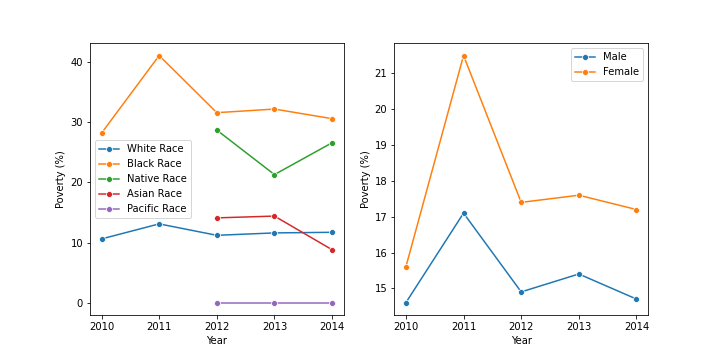 40
30
20
10
0
Poverty (%)
White Race
Black Race
Native Race
Asian Race
Pacific Race
2010 2011 2012 2013 2014
Year
21
20
19
18
17
16
15
Poverty (%)
Male
Female
2010 2011 2012 2013 2014
Year